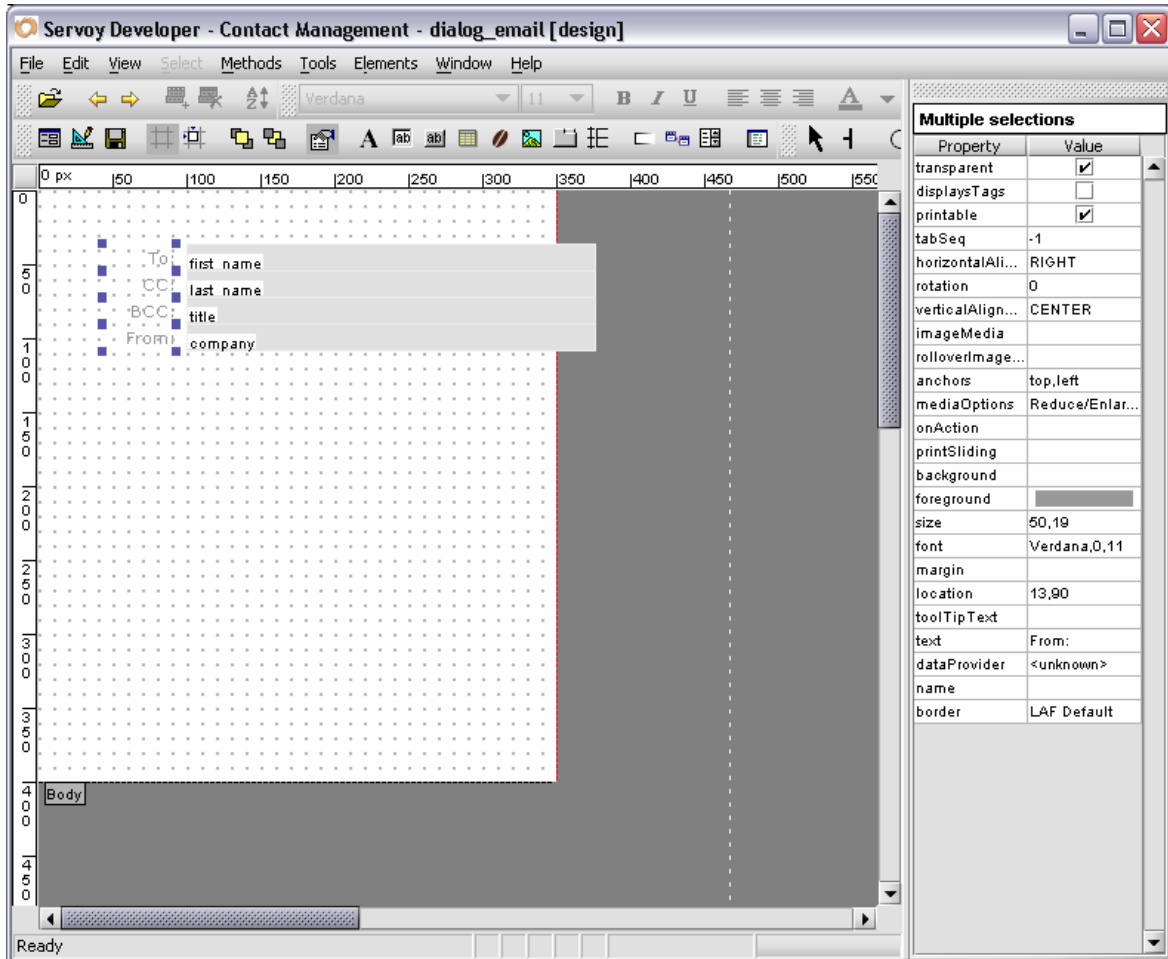 Servoy Developer - Contact Management - dialog_email [design]
File Edit View Select Methods Tools Elements Window Help
Verdana 11 B I U A
Multiple selections
A ab ab
Property Value
0 px 50 100 150 200 250 300 350 400 450 500 550
transparent
displaysTags
printable
tabSeq -1
horizontalAli... RIGHT
rotation 0
verticalAlign... CENTER
imageMedia
rolloverImage...
anchors top,left
mediaOptions Reduce/Enlar...
onAction
printSliding
background
foreground
size 50,19
font Verdana,0,11
margin
location 13,90
toolTipText
text From:
dataProvider <unknown>
name
border LAF Default
0
50
100
150
200
250
300
350
400
450
To: first_name
CC: last_name
BCC: title
From: company
Body
Ready